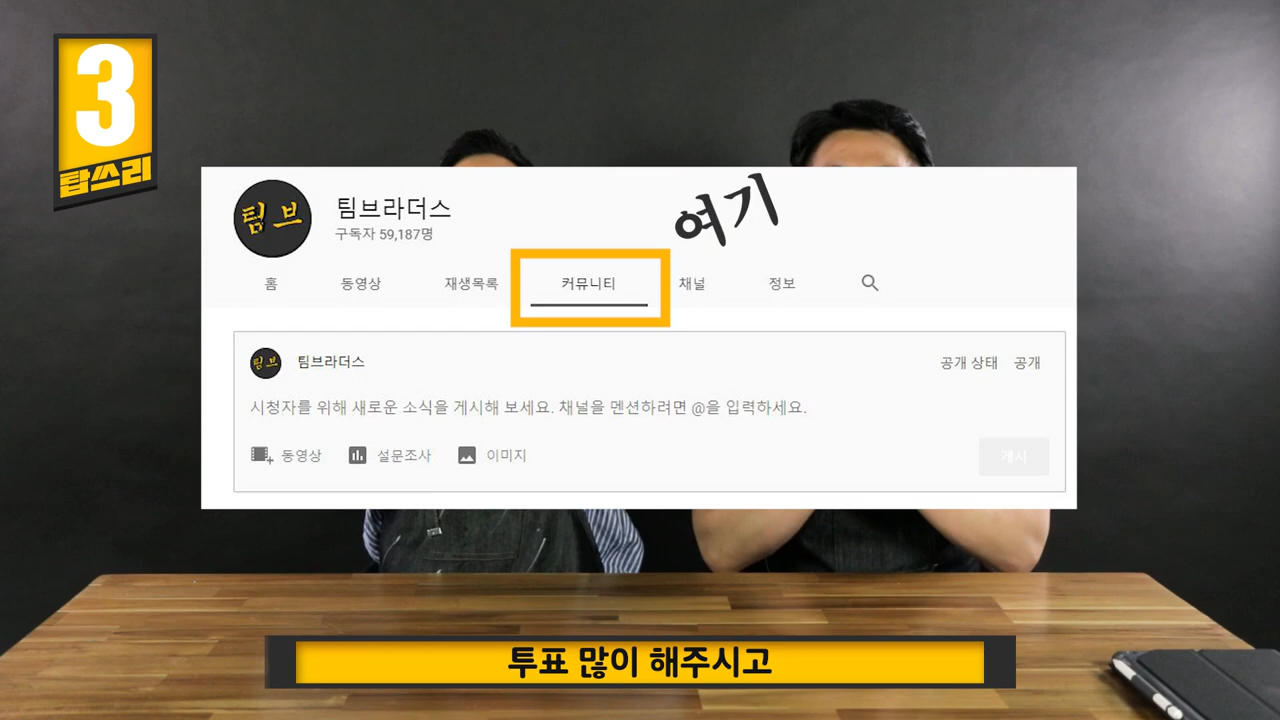 3
탑쓰리
팀브
팀브라더스
구독자 59,187명
여기
홈 동영상 재생목록 커뮤니티 채널 정보
팀브
팀브라더스
공개 상태 공개
시청자를 위해 새로운 소식을 게시해 보세요. 채널을 멘션하려면 @을 입력하세요.
동영상 설문조사 이미지
게시
투표 많이 해주시고